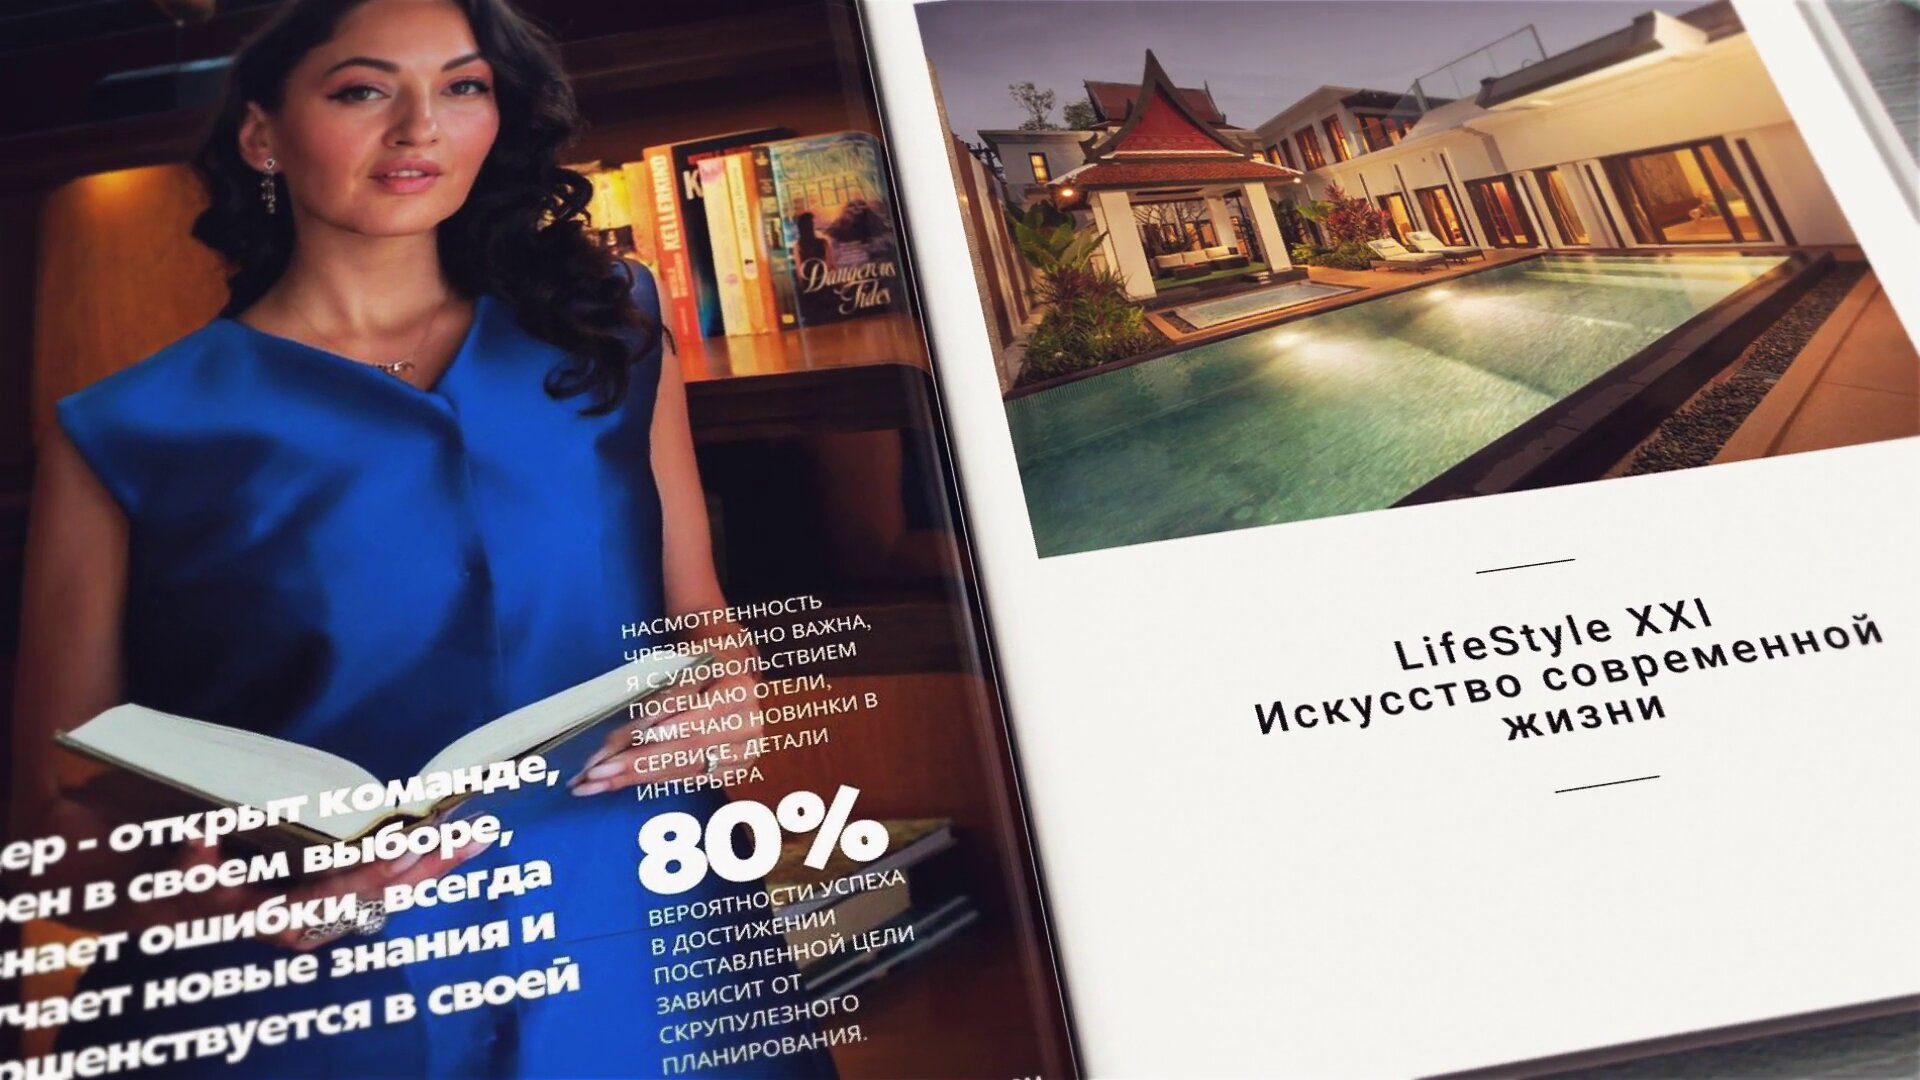 KELLERKIND
Dangerous
Tides
НАСМОТРЕННОСТЬ
ЧРЕЗВЫЧАЙНО ВАЖНА,
Я С УДОВОЛЬСТВИЕМ
ПОСЕЩАЮ ОТЕЛИ,
ЗАМЕЧАЮ НОВИНКИ В
СЕРВИСЕ, ДЕТАЛИ
ИНТЕРЬЕРА
80%
ВЕРОЯТНОСТИ УСПЕХА
В ДОСТИЖЕНИИ
ПОСТАВЛЕННОЙ ЦЕЛИ
ЗАВИСИТ ОТ
СКРУПУЛЕЗНОГО
ПЛАНИРОВАНИЯ.
- открыт команде,
в своем выборе,
ошибки, всегда
новые знания и
в своей
LifeStyle XXI
Искусство современной
жизни